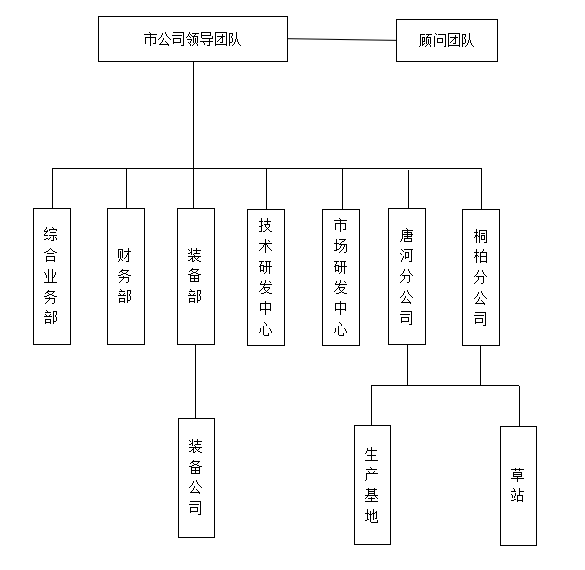 市公司领导团队
顾问团队
综合业务部
财务部
装备部
技术研发中心
市场研发中心
唐河分公司
桐柏分公司
装备公司
生产基地
草站